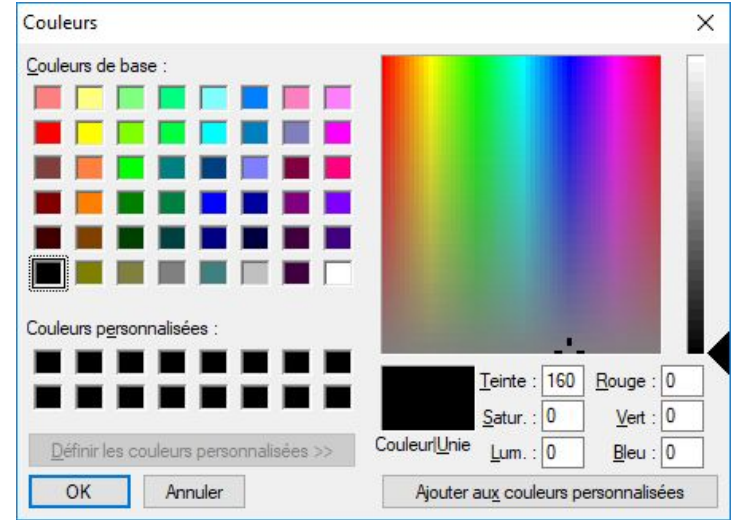 Couleurs
Couleurs de base :
Couleurs personnalisées :
Définir les couleurs personnalisées >>
OK Annuler
Teinte : 160 Rouge : 0
Satur. : 0 Vert : 0
Couleur|Unie Lum. : 0 Bleu : 0
Ajouter aux couleurs personnalisées